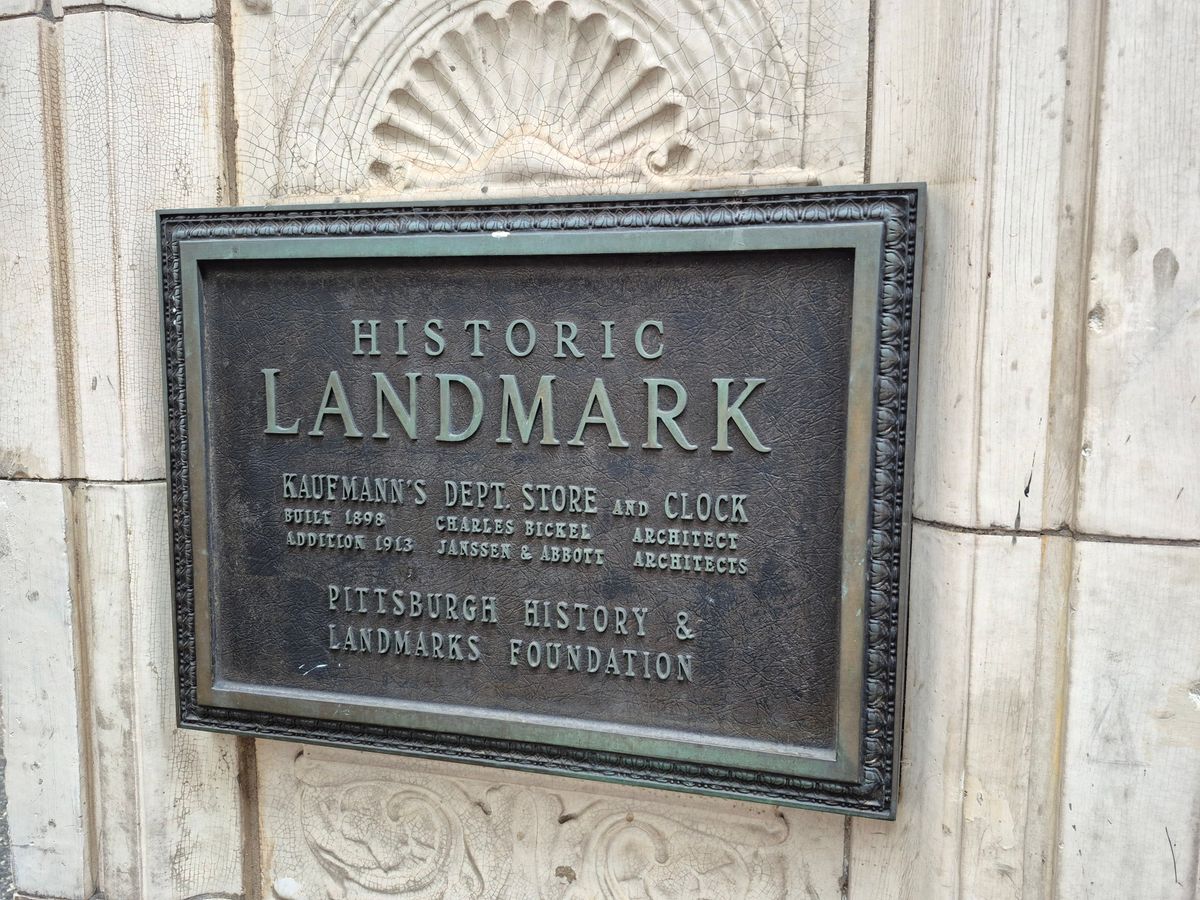 HISTORIC
LANDMARK
KAUFMANN'S DEPT. STORE AND CLOCK
BUILT 1898 CHARLES BICKEL ARCHITECT
ADDITION 1913 JANSSEN & ABBOTT ARCHITECTS
PITTSBURGH HISTORY &
LANDMARKS FOUNDATION